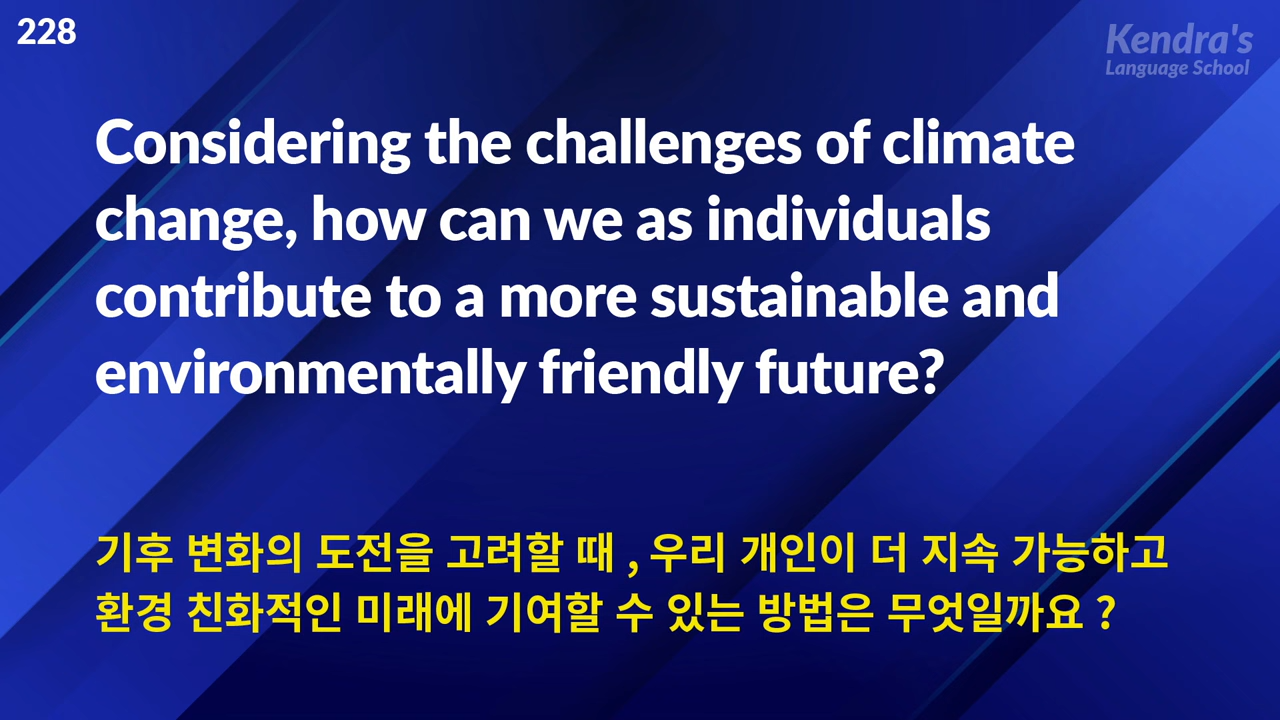 228
Kendra's
Language School
Considering the challenges of climate
change, how can we as individuals
contribute to a more sustainable and
environmentally friendly future?
기후 변화의 도전을 고려할 때 , 우리 개인이 더 지속 가능하고
환경 친화적인 미래에 기여할 수 있는 방법은 무엇일까요 ?